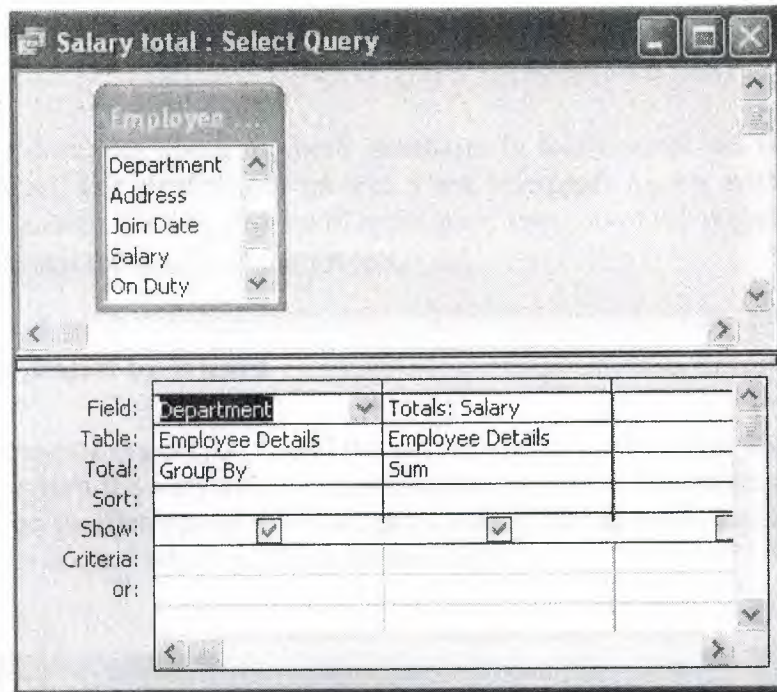 Salary total : Select Query
Employee ...
Department
Address
Join Date
Salary
On Duty
Field: Department Totals: Salary
Table: Employee Details Employee Details
Total: Group By Sum
Sort:
Show:
Criteria:
or: